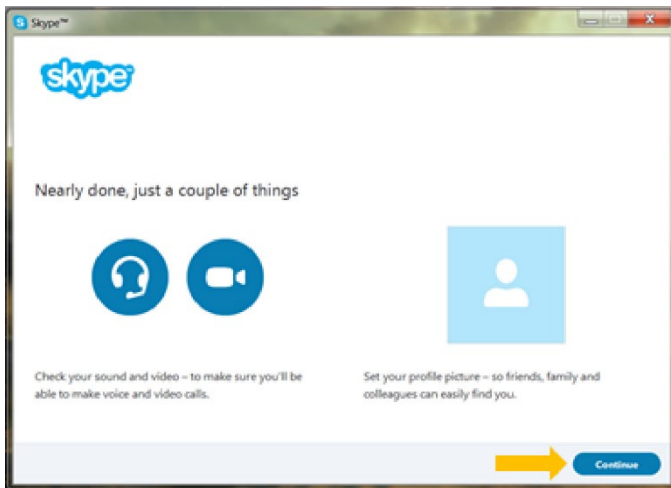 Skype™
skype™
Nearly done, just a couple of things
Check your sound and video – to make sure you'll be
able to make voice and video calls.
Set your profile picture – so friends, family and
colleagues can easily find you.
Continue